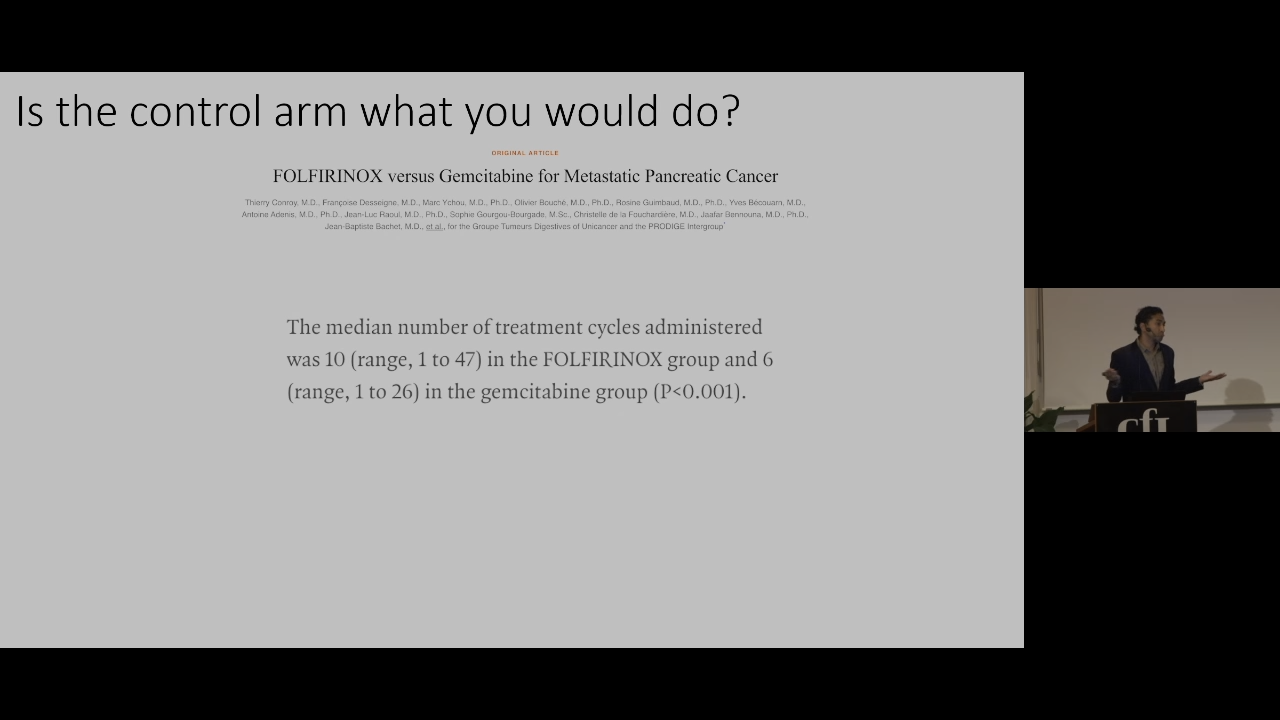 Is the control arm what you would do?
ORIGINAL ARTICLE
FOLFIRINOX versus Gemcitabine for Metastatic Pancreatic Cancer
Thierry Conroy, M.D., Françoise Desseigne, M.D., Marc Ychou, M.D., Ph.D., Olivier Bouché, M.D., Ph.D., Rosine Guimbaud, M.D., Ph.D., Yves Bécouarn, M.D.,
Antoine Adenis, M.D., Ph.D., Jean-Luc Raoul, M.D., Ph.D., Sophie Gourgou-Bourgade, M.Sc., Christelle de la Fouchardière, M.D., Jaafar Bennouna, M.D., Ph.D.,
Jean-Baptiste Bachet, M.D., et al., for the Groupe Tumeurs Digestives of Unicancer and the PRODIGE Intergroup*
The median number of treatment cycles administered
was 10 (range, 1 to 47) in the FOLFIRINOX group and 6
(range, 1 to 26) in the gemcitabine group (P<0.001).
cfI